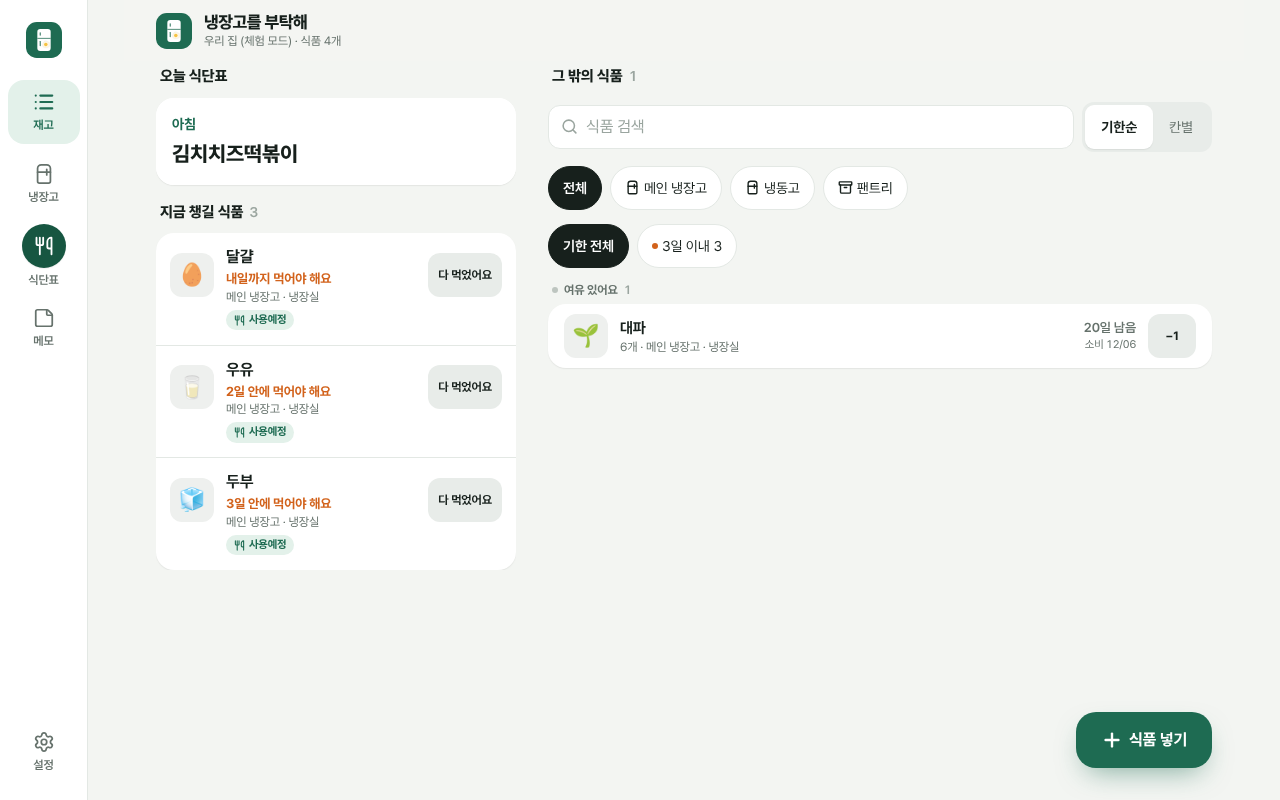 냉장고를 부탁해
우리 집 (체험 모드) · 식품 4개
재고
냉장고
식단표
메모
설정
오늘 식단표
아침
김치치즈떡볶이
지금 챙길 식품 3
달걀
내일까지 먹어야 해요
메인 냉장고 · 냉장실
사용예정
다 먹었어요
우유
2일 안에 먹어야 해요
메인 냉장고 · 냉장실
사용예정
다 먹었어요
두부
3일 안에 먹어야 해요
메인 냉장고 · 냉장실
사용예정
다 먹었어요
그 밖의 식품 1
식품 검색
기한순 칸별
전체 메인 냉장고 냉동고 팬트리
기한 전체 3일 이내 3
여유 있어요 1
대파
6개 · 메인 냉장고 · 냉장실
20일 남음
소비 12/06
−1
식품 넣기